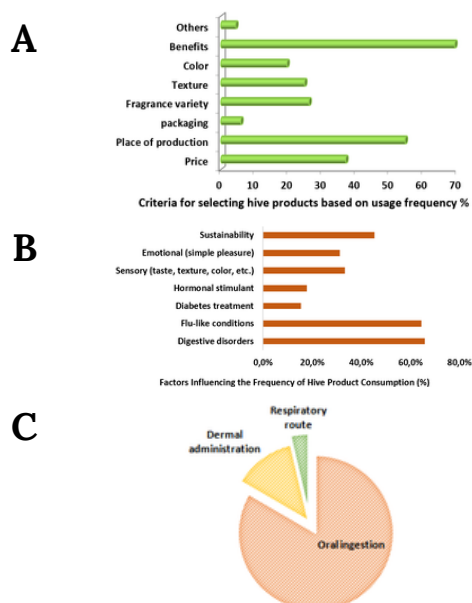 A
Others
Benefits
Color
Texture
Fragrance variety
packaging
Place of production
Price
0 10 20 30 40 50 60 70
Criteria for selecting hive products based on usage frequency %
B
Sustainability
Emotional (simple pleasure)
Sensory (taste, texture, color, etc.)
Hormonal stimulant
Diabetes treatment
Flu-like conditions
Digestive disorders
0,0% 20,0% 40,0% 60,0% 80,0%
Factors Influencing the Frequency of Hive Product Consumption (%)
C
Respiratory
route
Dermal
administration
Oral ingestion